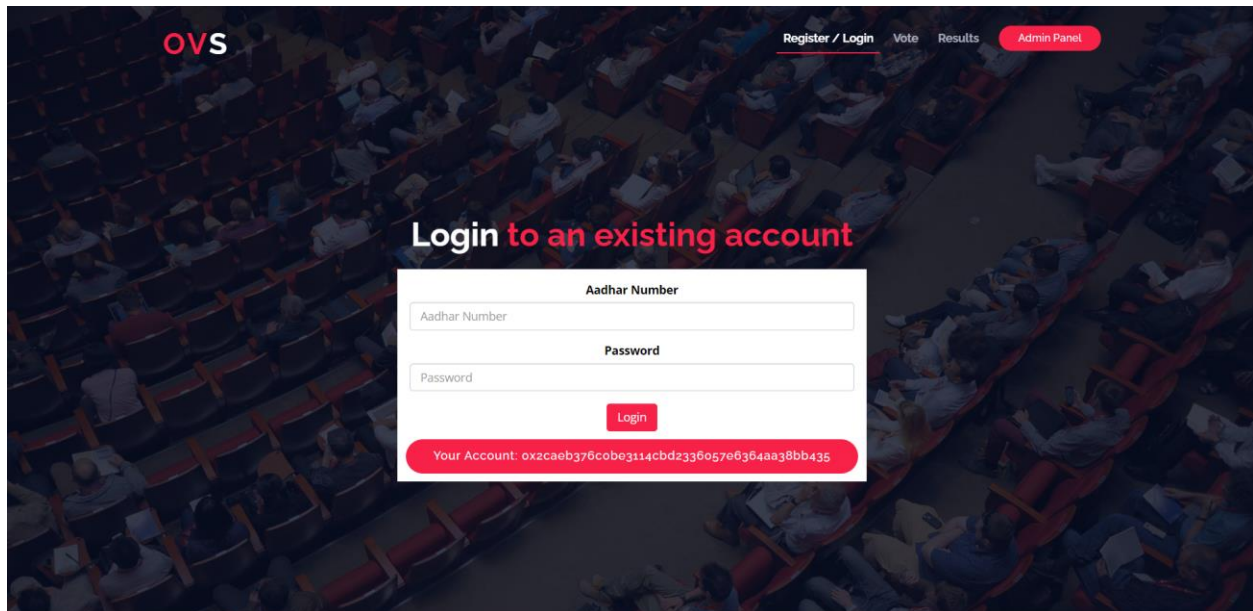 OVS
Register / Login Vote Results Admin Panel
Login to an existing account
Aadhar Number
Aadhar Number
Password
Password
Login
Your Account: 0x2caeb376c0be3114cbd2336057e6364aa38bb435